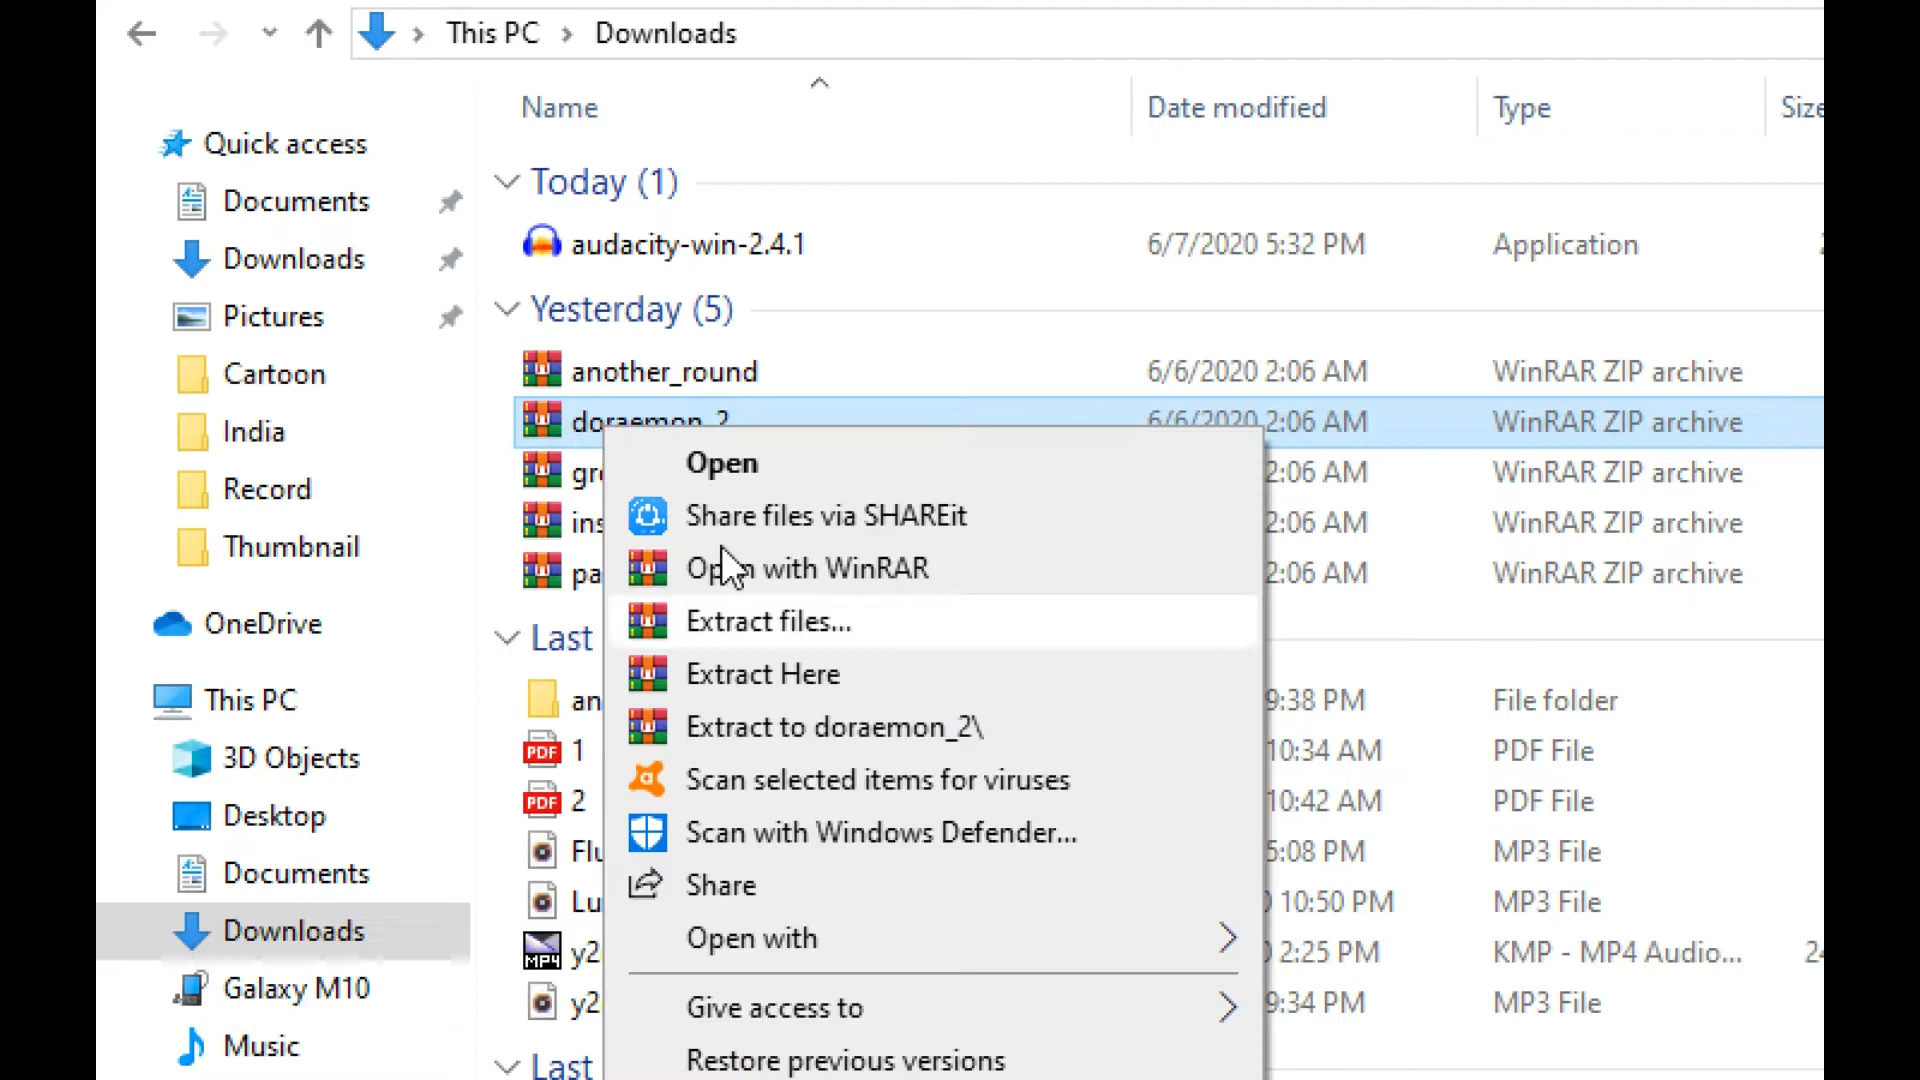 This PC > Downloads
Name Date modified Type Size
Quick access
Documents
Downloads
Pictures
Cartoon
India
Record
Thumbnail
OneDrive
This PC
3D Objects
Desktop
Documents
Downloads
Galaxy M10
Music
Today (1)
audacity-win-2.4.1 6/7/2020 5:32 PM Application
Yesterday (5)
another_round 6/6/2020 2:06 AM WinRAR ZIP archive
doraemon_2 6/6/2020 2:06 AM WinRAR ZIP archive
2:06 AM WinRAR ZIP archive
2:06 AM WinRAR ZIP archive
2:06 AM WinRAR ZIP archive
Last
9:38 PM File folder
PDF 1 10:34 AM PDF File
PDF 2 10:42 AM PDF File
5:08 PM MP3 File
10:50 PM MP3 File
MP4 2:25 PM KMP - MP4 Audio...
9:34 PM MP3 File
Last
Open
Share files via SHAREit
Open with WinRAR
Extract files...
Extract Here
Extract to doraemon_2\
Scan selected items for viruses
Scan with Windows Defender...
Share
Open with
Give access to
Restore previous versions